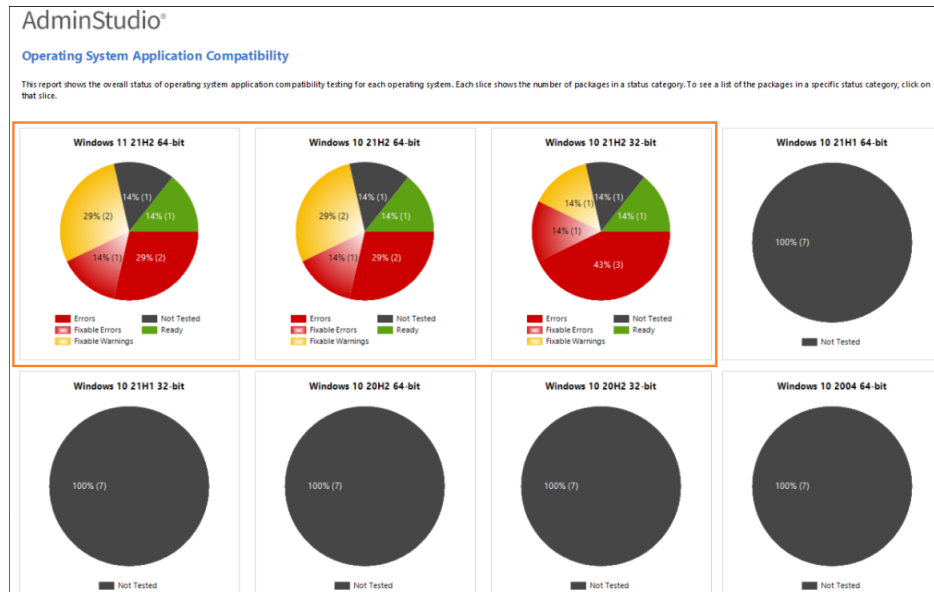 AdminStudio®
Operating System Application Compatibility
This report shows the overall status of operating system application compatibility testing for each operating system. Each slice shows the number of packages in a status category. To see a list of the packages in a specific status category, click on
that slice.
Windows 11 21H2 64-bit
14% (1)
29% (2)
14% (1)
14% (1)
29% (2)
Errors
Not Tested
Fixable Errors
Ready
Fixable Warnings
Windows 10 21H2 64-bit
14% (1)
29% (2)
14% (1)
14% (1)
29% (2)
Errors
Not Tested
Fixable Errors
Ready
Fixable Warnings
Windows 10 21H2 32-bit
14% (1)
14% (1)
14% (1)
14% (1)
43% (3)
Errors
Not Tested
Fixable Errors
Ready
Fixable Warnings
Windows 10 21H1 64-bit
100% (7)
Not Tested
Windows 10 21H1 32-bit
100% (7)
Not Tested
Windows 10 20H2 64-bit
100% (7)
Not Tested
Windows 10 20H2 32-bit
100% (7)
Not Tested
Windows 10 2004 64-bit
100% (7)
Not Tested